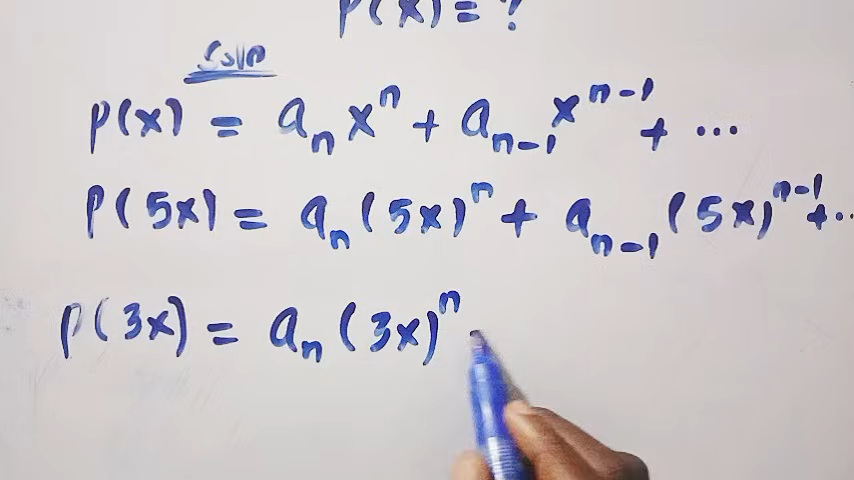 P(x) = ?
Soln
P(x) = aₙxⁿ + aₙ₋₁xⁿ⁻¹ + ...
P(5x) = aₙ(5x)ⁿ + aₙ₋₁(5x)ⁿ⁻¹ + ..
P(3x) = aₙ(3x)ⁿ